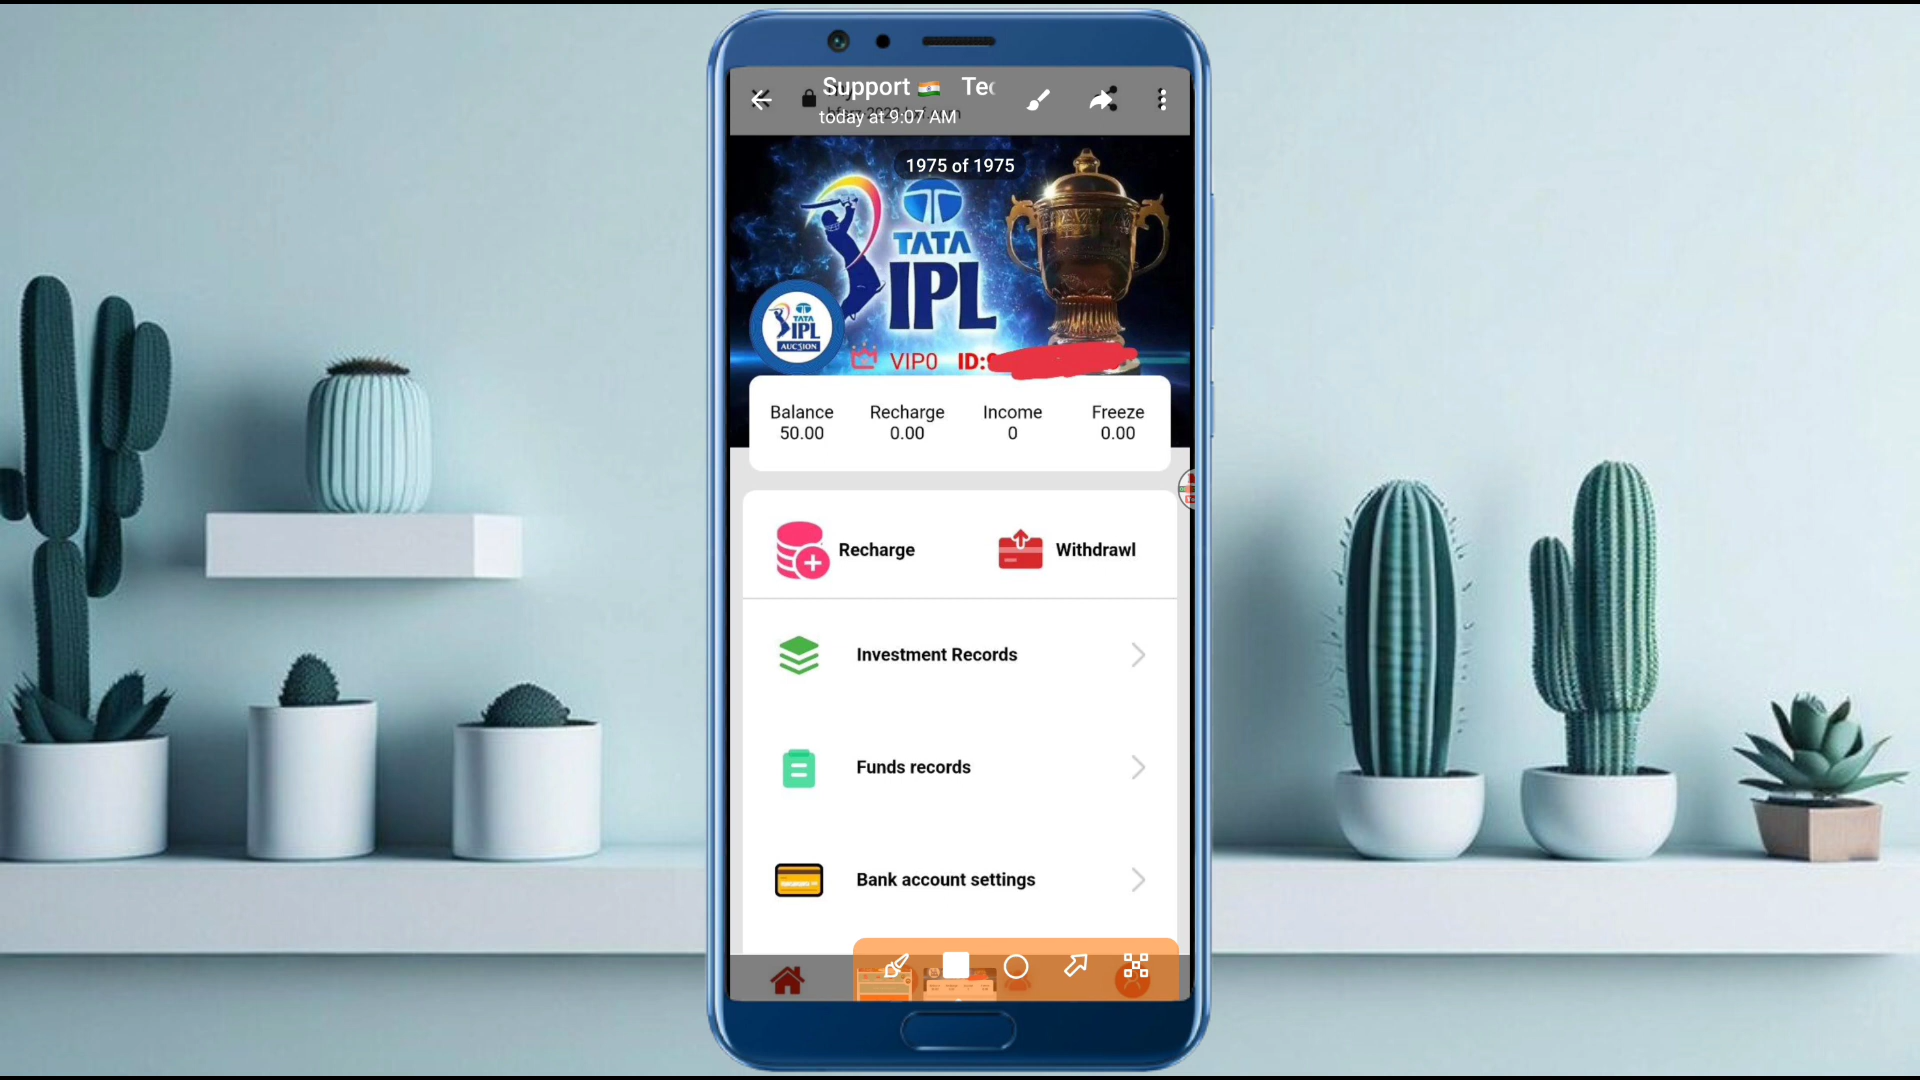 Support 🇮🇳 Tec
today at 9:07 AM
1975 of 1975
TATA
IPL
TATA
IPL
AUCTION
VIP0 ID:
Balance Recharge Income Freeze
50.00 0.00 0 0.00
Recharge Withdrawl
Investment Records
Funds records
Bank account settings